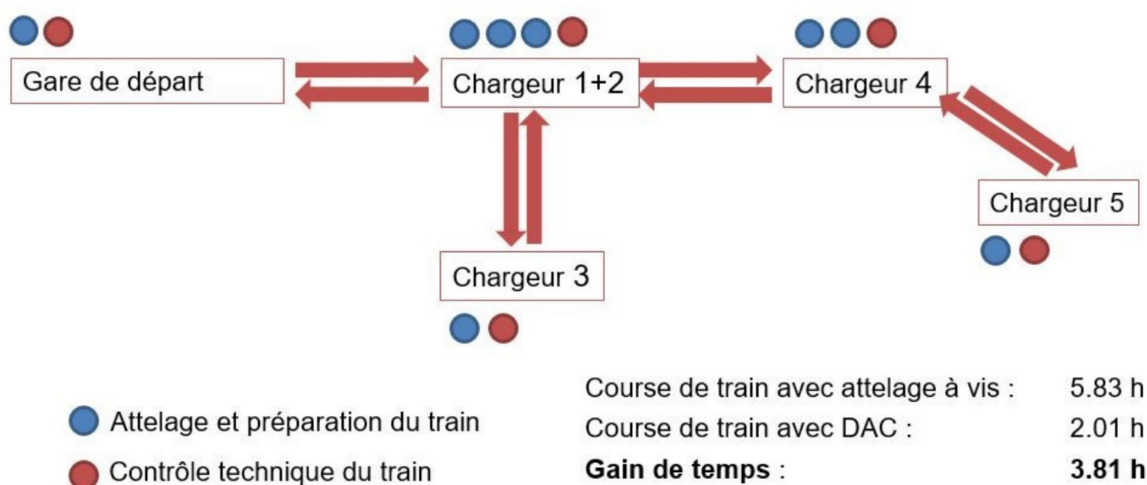 Gare de départ
Chargeur 1+2
Chargeur 4
Chargeur 5
Chargeur 3
Attelage et préparation du train
Contrôle technique du train
Course de train avec attelage à vis : 5.83 h
Course de train avec DAC : 2.01 h
Gain de temps : 3.81 h